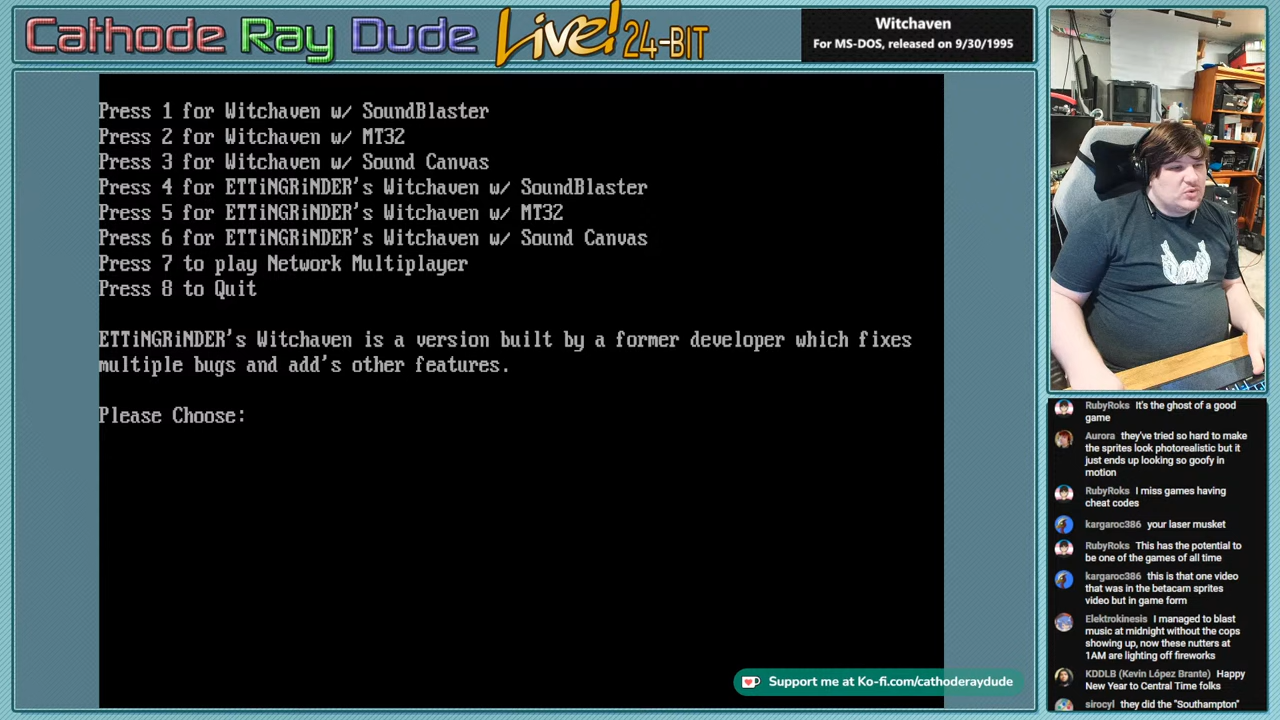 Cathode Ray Dude Live! 24-BIT
Witchaven
For MS-DOS, released on 9/30/1995
Press 1 for Witchaven w/ SoundBlaster
Press 2 for Witchaven w/ MT32
Press 3 for Witchaven w/ Sound Canvas
Press 4 for ETTiNGRiNDER's Witchaven w/ SoundBlaster
Press 5 for ETTiNGRiNDER's Witchaven w/ MT32
Press 6 for ETTiNGRiNDER's Witchaven w/ Sound Canvas
Press 7 to play Network Multiplayer
Press 8 to Quit
ETTiNGRiNDER's Witchaven is a version built by a former developer which fixes
multiple bugs and add's other features.
Please Choose:
Support me at Ko-fi.com/cathoderaydude
RubyRoks It's the ghost of a good
game
Aurora they've tried so hard to make
the sprites look photorealistic but it
just ends up looking so goofy in
motion
RubyRoks I miss games having
cheat codes
kargaroc386 your laser musket
RubyRoks This has the potential to
be one of the games of all time
kargaroc386 this is that one video
that was in the betacam sprites
video but in game form
Elektrokinesis I managed to blast
music at midnight without the cops
showing up, now these nutters at
1AM are lighting off fireworks
KDDLB (Kevin López Brante) Happy
New Year to Central Time folks
sirocyl they did the "Southampton"